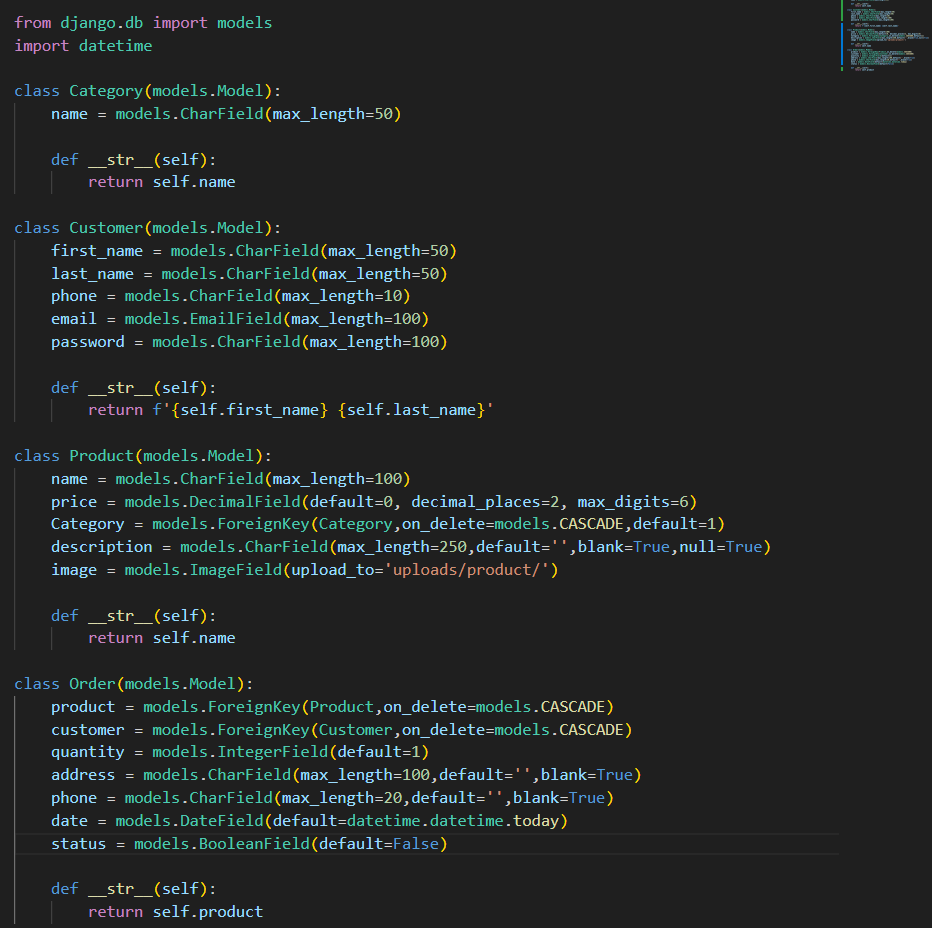 from django.db import models
import datetime

class Category(models.Model):
    name = models.CharField(max_length=50)

    def __str__(self):
        return self.name

class Customer(models.Model):
    first_name = models.CharField(max_length=50)
    last_name = models.CharField(max_length=50)
    phone = models.CharField(max_length=10)
    email = models.EmailField(max_length=100)
    password = models.CharField(max_length=100)

    def __str__(self):
        return f'{self.first_name} {self.last_name}'

class Product(models.Model):
    name = models.CharField(max_length=100)
    price = models.DecimalField(default=0, decimal_places=2, max_digits=6)
    Category = models.ForeignKey(Category,on_delete=models.CASCADE,default=1)
    description = models.CharField(max_length=250,default='',blank=True,null=True)
    image = models.ImageField(upload_to='uploads/product/')

    def __str__(self):
        return self.name

class Order(models.Model):
    product = models.ForeignKey(Product,on_delete=models.CASCADE)
    customer = models.ForeignKey(Customer,on_delete=models.CASCADE)
    quantity = models.IntegerField(default=1)
    address = models.CharField(max_length=100,default='',blank=True)
    phone = models.CharField(max_length=20,default='',blank=True)
    date = models.DateField(default=datetime.datetime.today)
    status = models.BooleanField(default=False)

    def __str__(self):
        return self.product